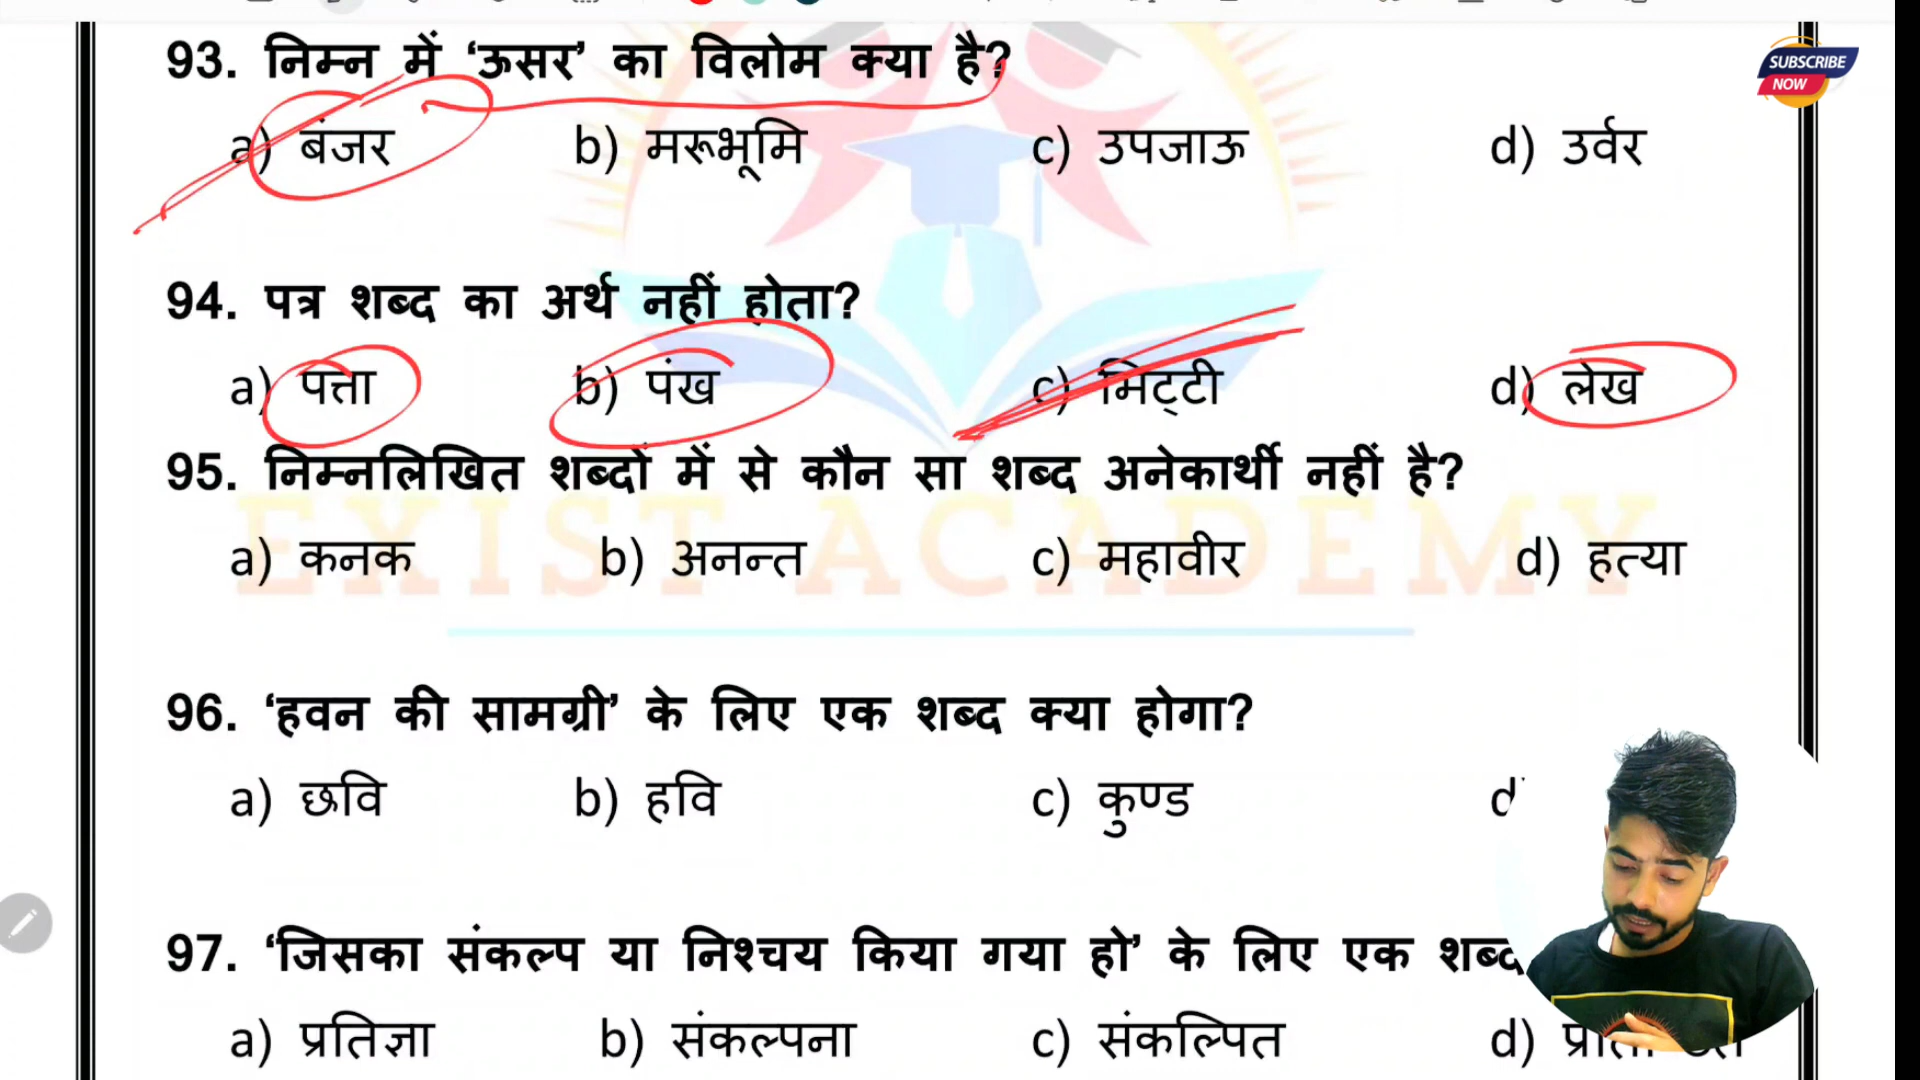 SUBSCRIBE
NOW
93. निम्न में ‘ऊसर’ का विलोम क्या है?
a) बंजर b) मरूभूमि c) उपजाऊ d) उर्वर
94. पत्र शब्द का अर्थ नहीं होता?
a) पत्ता b) पंख c) मिट्टी d) लेख
95. निम्नलिखित शब्दों में से कौन सा शब्द अनेकार्थी नहीं है?
EXIST ACADEMY
a) कनक b) अनन्त c) महावीर d) हत्या
96. ‘हवन की सामग्री’ के लिए एक शब्द क्या होगा?
a) छवि b) हवि c) कुण्ड
97. ‘जिसका संकल्प या निश्चय किया गया हो’ के लिए एक शब्द
a) प्रतिज्ञा b) संकल्पना c) संकल्पित d)